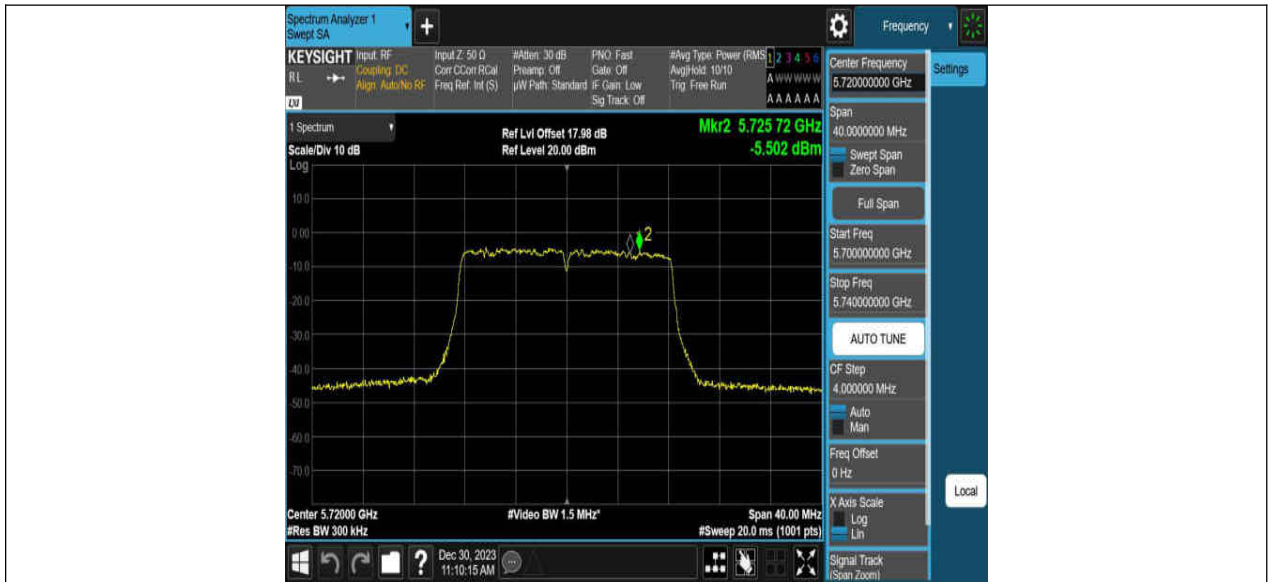 Spectrum Analyzer 1
Swept SA
+
Frequency
KEYSIGHT
RL
Input: RF
Coupling: DC
Align: Auto/No RF
Input Z: 50 Ω
Corr CCorr RCal
Freq Ref: Int (S)
#Atten: 30 dB
Preamp: Off
µW Path: Standard
PNO: Fast
Gate: Off
IF Gain: Low
Sig Track: Off
#Avg Type: Power (RMS
Avg|Hold: 10/10
Trig: Free Run
1 2 3 4 5 6
A W W W W W
A A A A A A
1 Spectrum
Scale/Div 10 dB
Log
Ref Lvl Offset 17.98 dB
Ref Level 20.00 dBm
Mkr2 5.725 72 GHz
-5.502 dBm
10.0
0.00
-10.0
-20.0
-30.0
-40.0
-50.0
-60.0
-70.0
2
Center 5.72000 GHz
#Res BW 300 kHz
#Video BW 1.5 MHz*
Span 40.00 MHz
#Sweep 20.0 ms (1001 pts)
Center Frequency
5.720000000 GHz
Settings
Span
40.0000000 MHz
Swept Span
Zero Span
Full Span
Start Freq
5.700000000 GHz
Stop Freq
5.740000000 GHz
AUTO TUNE
CF Step
4.000000 MHz
Auto
Man
Freq Offset
0 Hz
X Axis Scale
Log
Lin
Signal Track
(Span Zoom)
Local
?
Dec 30, 2023
11:10:15 AM